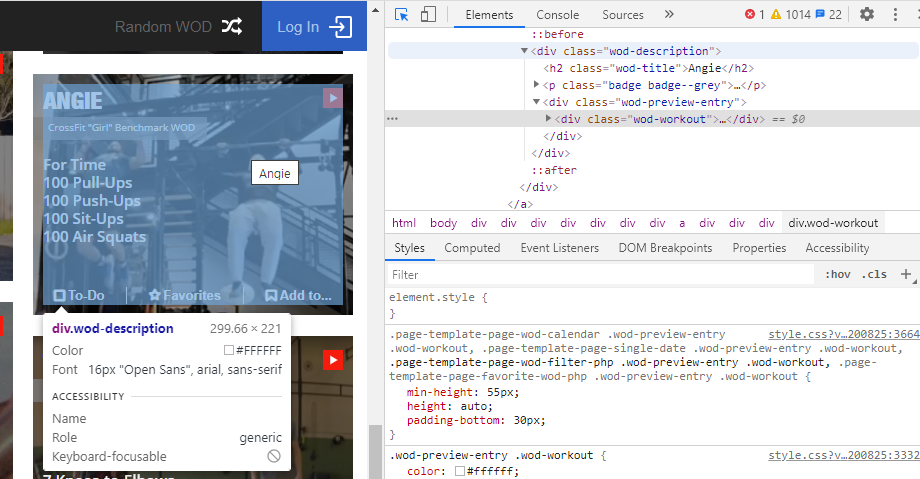 Random WOD
Log In
ANGIE
CrossFit "Girl" Benchmark WOD
For Time
100 Pull-Ups
100 Push-Ups
100 Sit-Ups
100 Air Squats
Angie
To-Do
Favorites
Add to...
div.wod-description 299.66 × 221
Color #FFFFFF
Font 16px "Open Sans", arial, sans-serif
ACCESSIBILITY
Name
Role generic
Keyboard-focusable
7 Knees to Elbows
Elements Console Sources » 1 1014 22
::before
<div class="wod-description">
<h2 class="wod-title">Angie</h2>
<p class="badge badge--grey">…</p>
<div class="wod-preview-entry">
<div class="wod-workout">…</div> == $0
</div>
</div>
::after
</div>
</a>
html body div div div div div div div a div div div div.wod-workout
Styles Computed Event Listeners DOM Breakpoints Properties Accessibility
Filter :hov .cls +
element.style {
}
.page-template-page-wod-calendar .wod-preview-entry style.css?v…200825:3664
.wod-workout, .page-template-page-single-date .wod-preview-entry .wod-workout,
.page-template-page-wod-filter-php .wod-preview-entry .wod-workout, .page-
template-page-favorite-wod-php .wod-preview-entry .wod-workout {
min-height: 55px;
height: auto;
padding-bottom: 30px;
}
.wod-preview-entry .wod-workout { style.css?v…200825:3332
color: #ffffff;